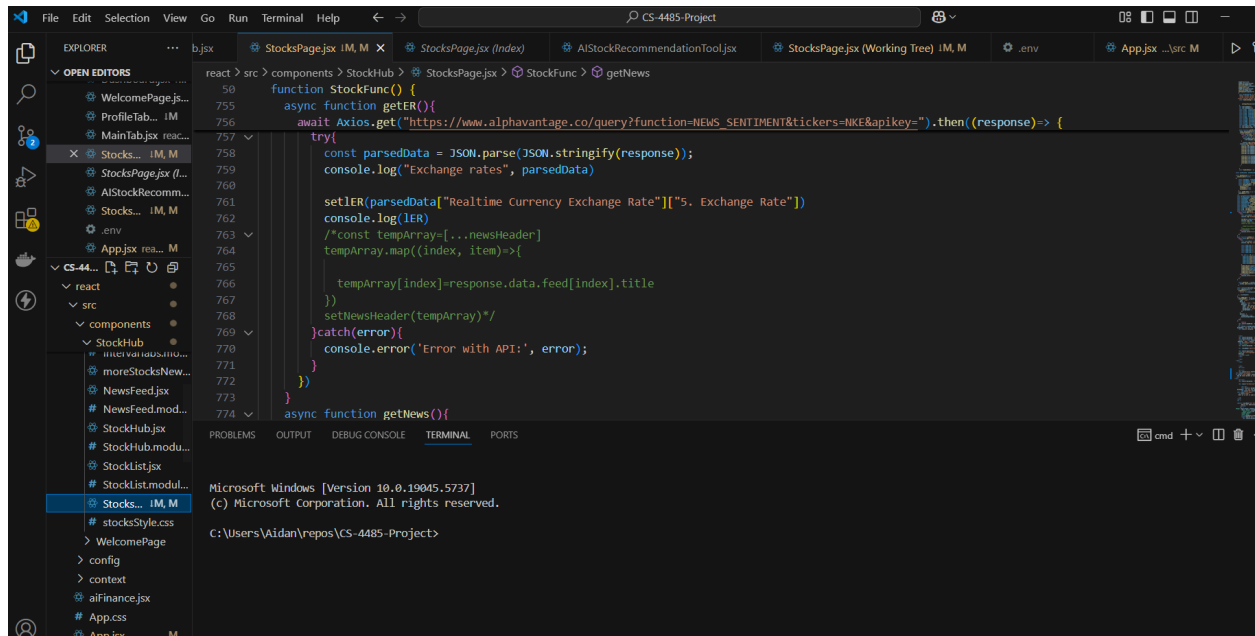 File Edit Selection View Go Run Terminal Help
CS-4485-Project
EXPLORER
b.jsx
StocksPage.jsx ↓M, M
StocksPage.jsx (Index)
AIStockRecommendationTool.jsx
StocksPage.jsx (Working Tree) ↓M, M
.env
App.jsx ...\src M
OPEN EDITORS
WelcomePage.js...
ProfileTab... ↓M
MainTab.jsx reac...
Stocks... ↓M, M
StocksPage.jsx (I...
AIStockRecomm...
Stocks... ↓M, M
.env
App.jsx rea... M
CS-44...
react
src
components
StockHub
moreStocksNew...
NewsFeed.jsx
NewsFeed.mod...
StockHub.jsx
StockHub.modu...
StockList.jsx
StockList.modul...
Stocks... ↓M, M
stocksStyle.css
WelcomePage
config
context
aiFinance.jsx
App.css
App.jsx M
react > src > components > StockHub > StocksPage.jsx > StockFunc > getNews
50 function StockFunc() {
755 async function getER(){
756 await Axios.get("https://www.alphavantage.co/query?function=NEWS_SENTIMENT&tickers=NKE&apikey=").then((response)=> {
757 try{
758 const parsedData = JSON.parse(JSON.stringify(response));
759 console.log("Exchange rates", parsedData)
760
761 setlER(parsedData["Realtime Currency Exchange Rate"]["5. Exchange Rate"])
762 console.log(lER)
763 /*const tempArray=[...newsHeader]
764 tempArray.map((index, item)=>{
765
766 tempArray[index]=response.data.feed[index].title
767 })
768 setNewsHeader(tempArray)*/
769 }catch(error){
770 console.error('Error with API:', error);
771 }
772 })
773 }
774 async function getNews(){
PROBLEMS OUTPUT DEBUG CONSOLE TERMINAL PORTS
cmd
Microsoft Windows [Version 10.0.19045.5737]
(c) Microsoft Corporation. All rights reserved.
C:\Users\Aidan\repos\CS-4485-Project>